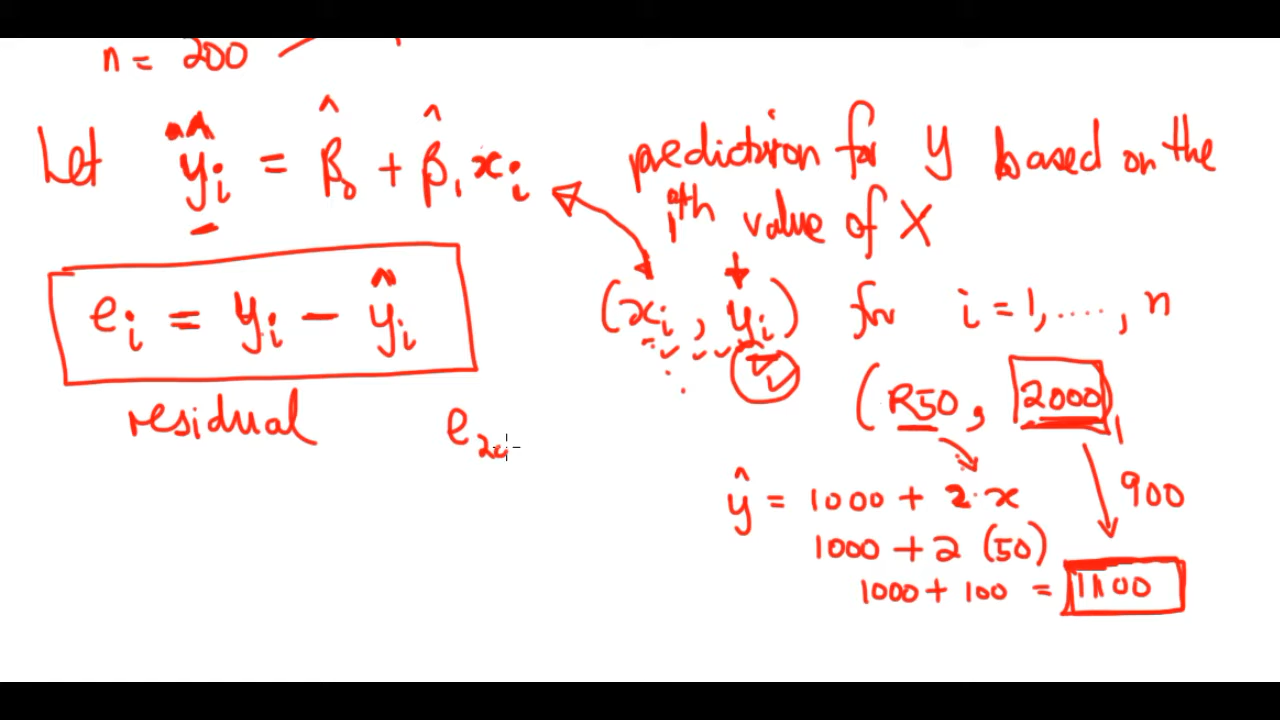 n = 200
Let ŷᵢ = β̂₀ + β̂₁xᵢ
prediction for Y based on the
iᵗʰ value of X
eᵢ = yᵢ − ŷᵢ
(xᵢ, yᵢ) for i = 1, ...., n
residual
(R50, 2000)
ŷ = 1000 + 2·x
900
1000 + 2 (50)
1000 + 100 = 1100